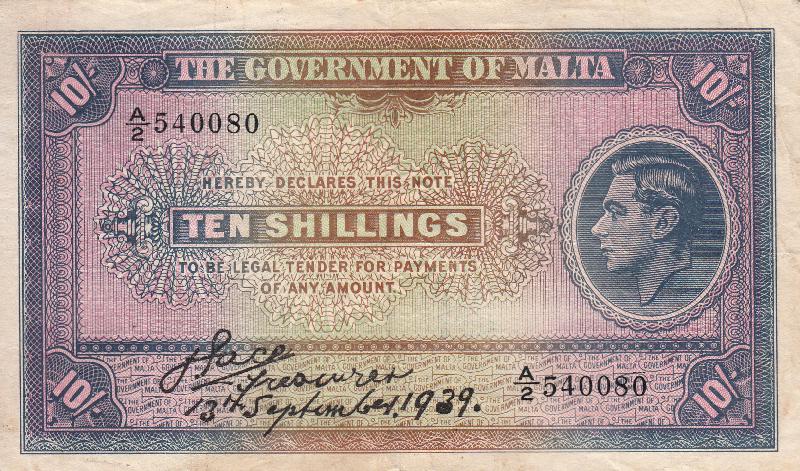 10/- THE GOVERNMENT OF MALTA 10/-
A/2 540080
HEREBY DECLARES THIS NOTE
TEN SHILLINGS
TO BE LEGAL TENDER FOR PAYMENTS
OF ANY AMOUNT.
J. Pace
Treasurer
13th September, 1939.
A/2 540080
10/- 10/-